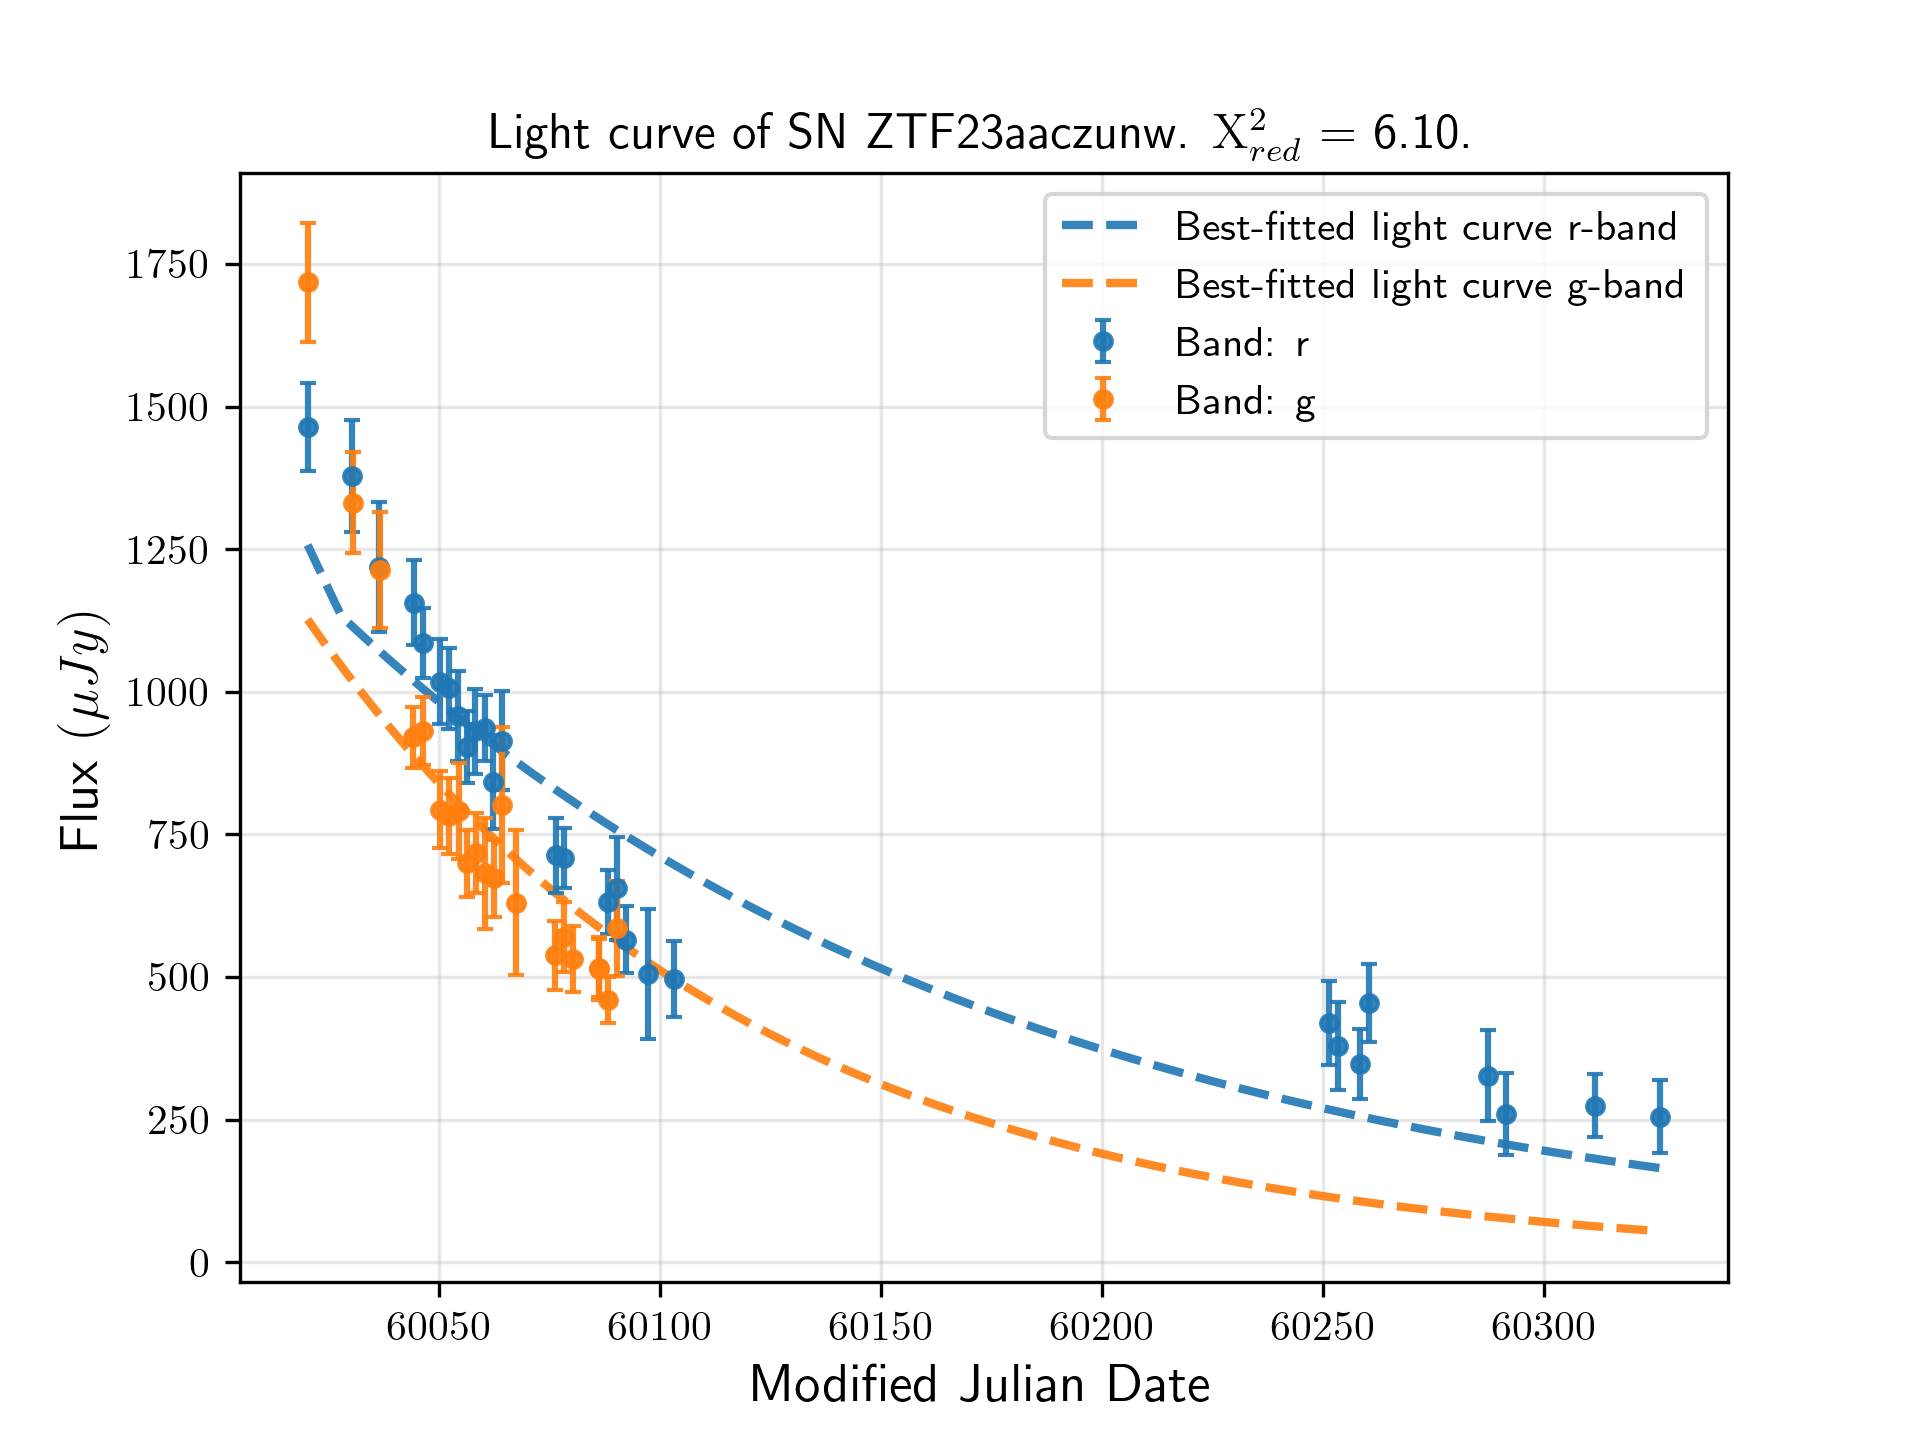 Light curve of SN ZTF23aaczunw. X²_red = 6.10.
Best-fitted light curve r-band
Best-fitted light curve g-band
Band: r
Band: g
Flux (μJy)
1750
1500
1250
1000
750
500
250
0
60050 60100 60150 60200 60250 60300
Modified Julian Date